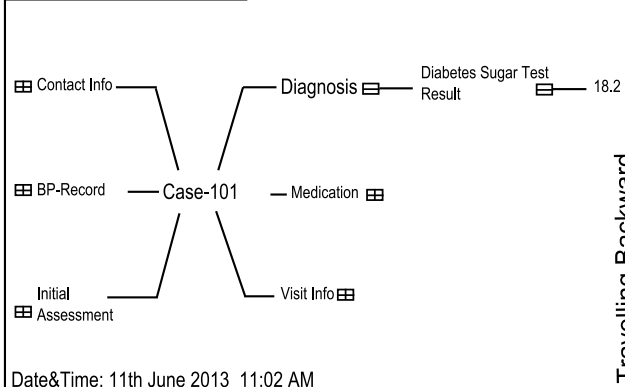 Contact Info
Diagnosis
Diabetes Sugar Test
Result
18.2
BP-Record
Case-101
Medication
Initial
Assessment
Visit Info
Date&Time: 11th June 2013 11:02 AM
Travelling Backward